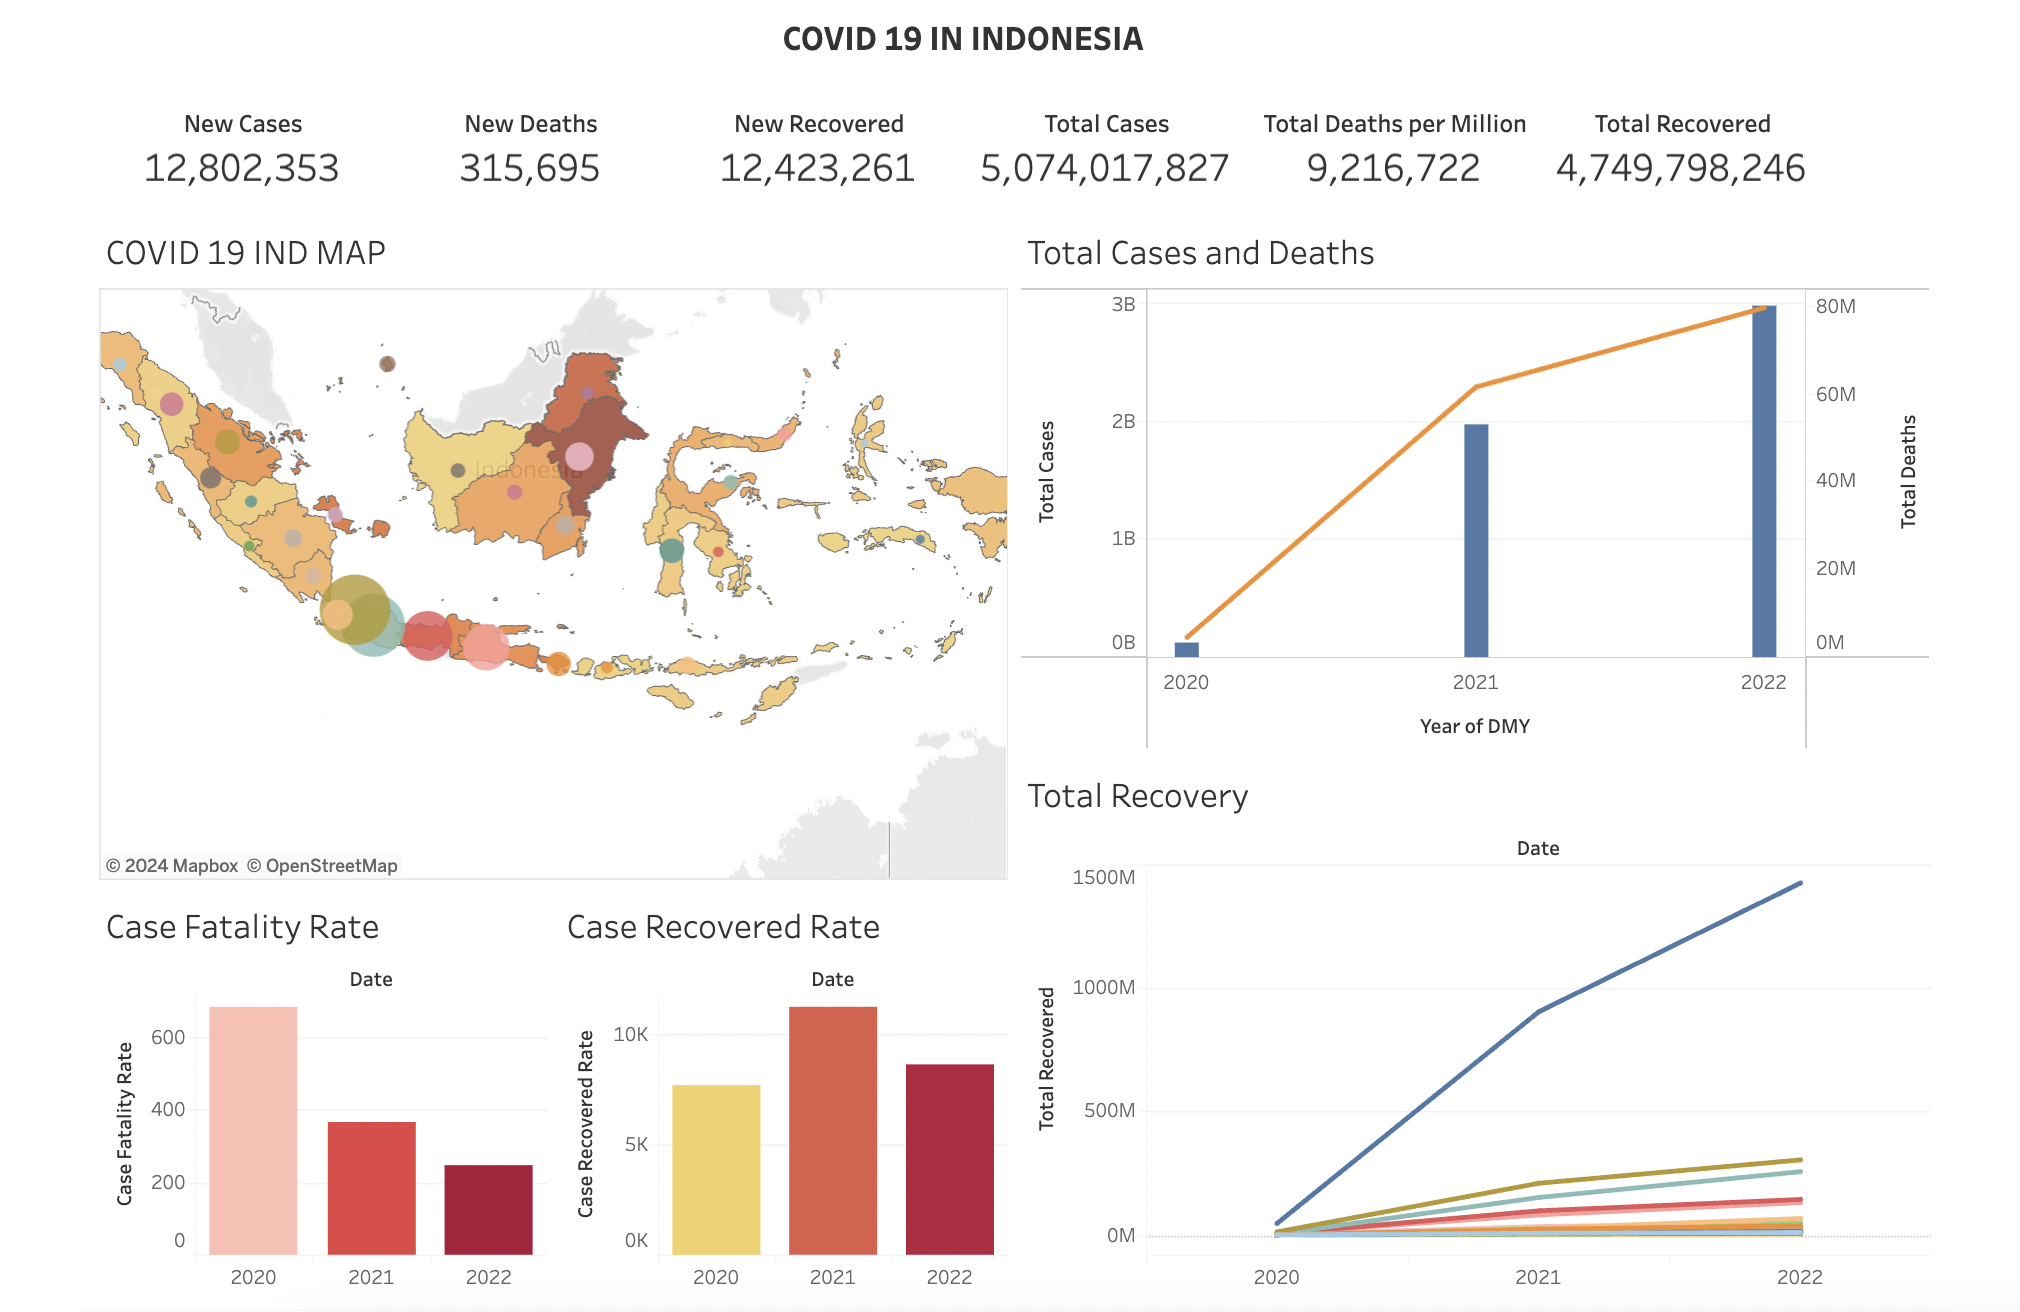 COVID 19 IN INDONESIA
New Cases
12,802,353
New Deaths
315,695
New Recovered
12,423,261
Total Cases
5,074,017,827
Total Deaths per Million
9,216,722
Total Recovered
4,749,798,246
COVID 19 IND MAP
Indonesia
© 2024 Mapbox © OpenStreetMap
Total Cases and Deaths
Total Cases
3B
2B
1B
0B
80M
60M
40M
20M
0M
Total Deaths
2020
2021
2022
Year of DMY
Total Recovery
Date
Total Recovered
1500M
1000M
500M
0M
2020
2021
2022
Case Fatality Rate
Date
Case Fatality Rate
600
400
200
0
2020
2021
2022
Case Recovered Rate
Date
Case Recovered Rate
10K
5K
0K
2020
2021
2022